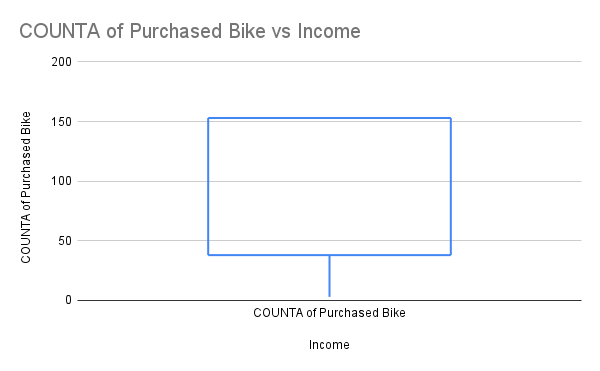 COUNTA of Purchased Bike vs Income
COUNTA of Purchased Bike
200
150
100
50
0
COUNTA of Purchased Bike
Income